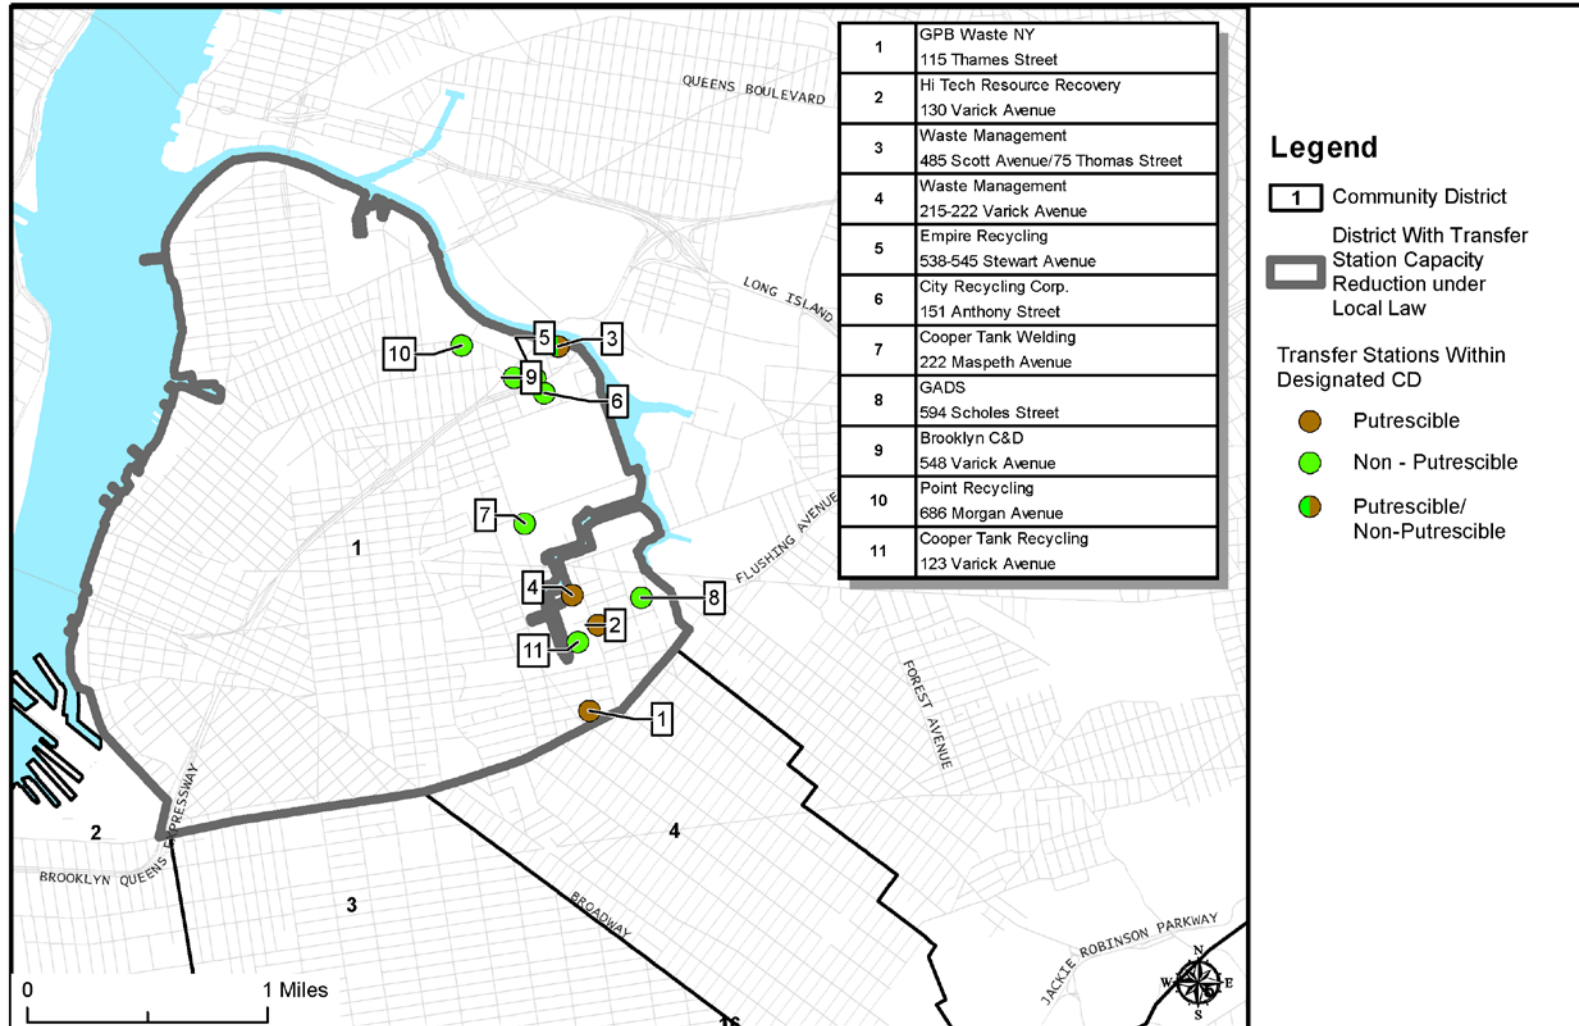 1
GPB Waste NY
115 Thames Street
2
Hi Tech Resource Recovery
130 Varick Avenue
3
Waste Management
485 Scott Avenue/75 Thomas Street
4
Waste Management
215-222 Varick Avenue
5
Empire Recycling
538-545 Stewart Avenue
6
City Recycling Corp.
151 Anthony Street
7
Cooper Tank Welding
222 Maspeth Avenue
8
GADS
594 Scholes Street
9
Brooklyn C&D
548 Varick Avenue
10
Point Recycling
686 Morgan Avenue
11
Cooper Tank Recycling
123 Varick Avenue
QUEENS BOULEVARD
LONG ISLAND
10
5
3
9
6
7
1
4
8
2
11
1
FLUSHING AVENUE
FOREST AVENUE
2
4
3
BROOKLYN QUEENS EXPRESSWAY
BROADWAY
JACKIE ROBINSON PARKWAY
16
N
W
E
S
0
1 Miles
Legend
1
Community District
District With Transfer
Station Capacity
Reduction under
Local Law
Transfer Stations Within
Designated CD
Putrescible
Non - Putrescible
Putrescible/
Non-Putrescible